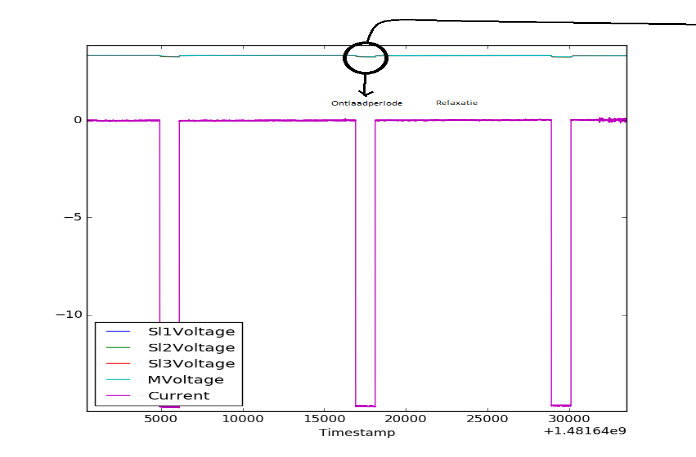 Ontlaadperiode Relaxatie
0
−5
−10
Sl1Voltage
Sl2Voltage
Sl3Voltage
MVoltage
Current
5000 10000 15000 20000 25000 30000
Timestamp +1.48164e9